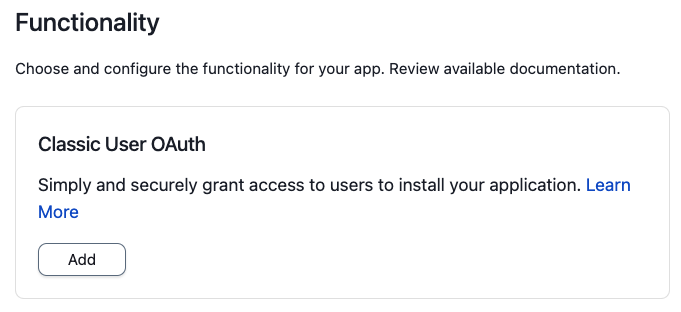 Functionality
Choose and configure the functionality for your app. Review available documentation.
Classic User OAuth
Simply and securely grant access to users to install your application. Learn
More
Add